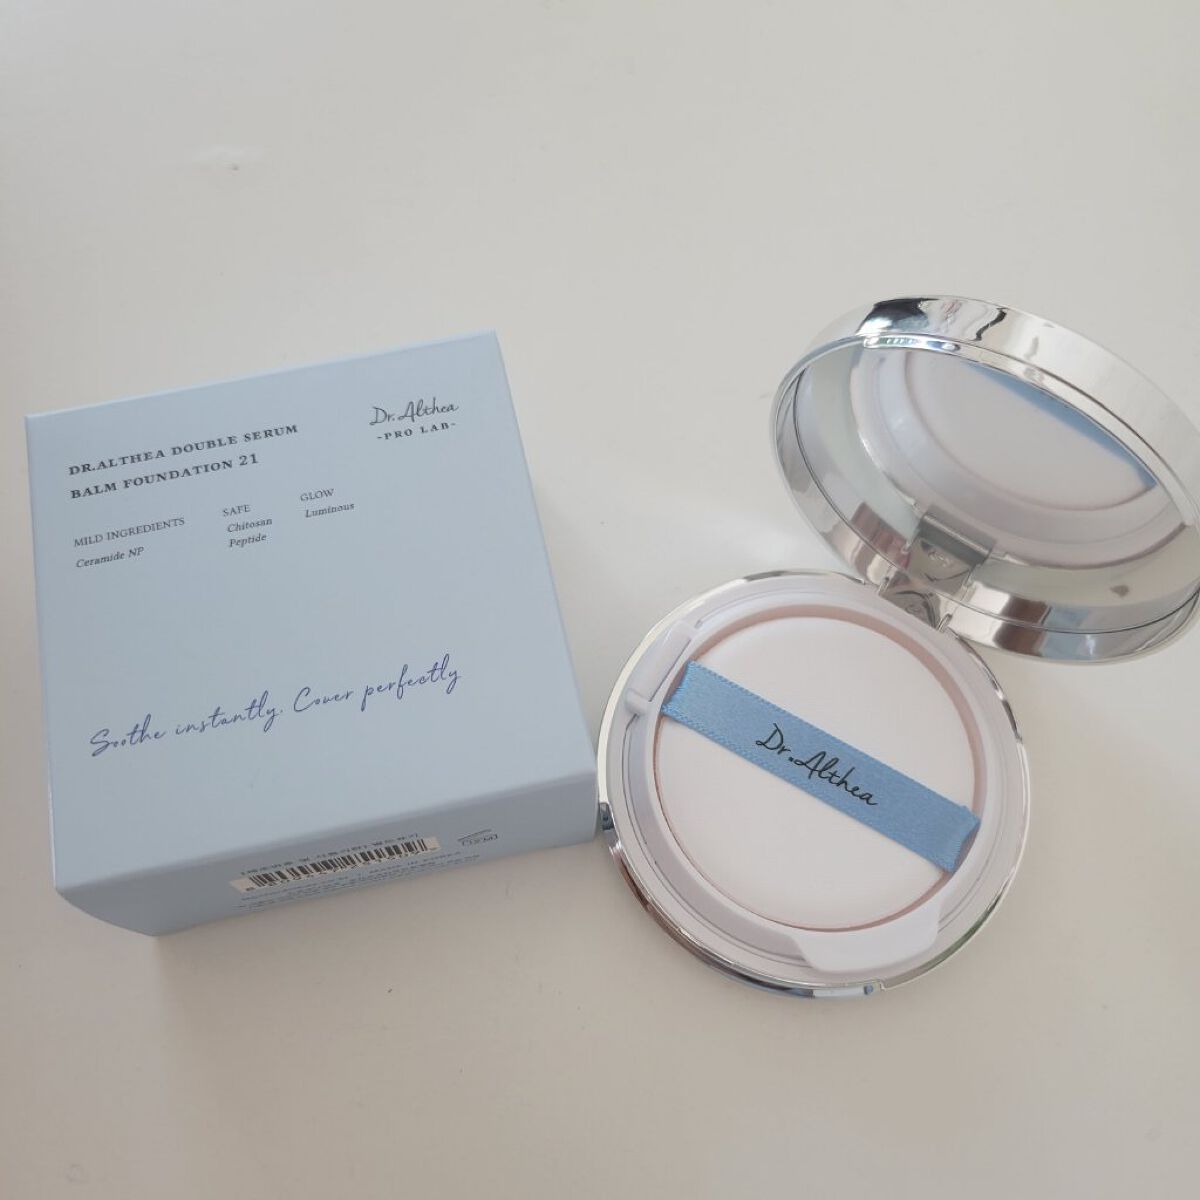 DR.ALTHEA DOUBLE SERUM
BALM FOUNDATION 21
Dr.Althea
-PRO LAB-
MILD INGREDIENTS
Ceramide NP
SAFE
Chitosan
Peptide
GLOW
Luminous
Soothe instantly, Cover perfectly
12M
Dr.Althea